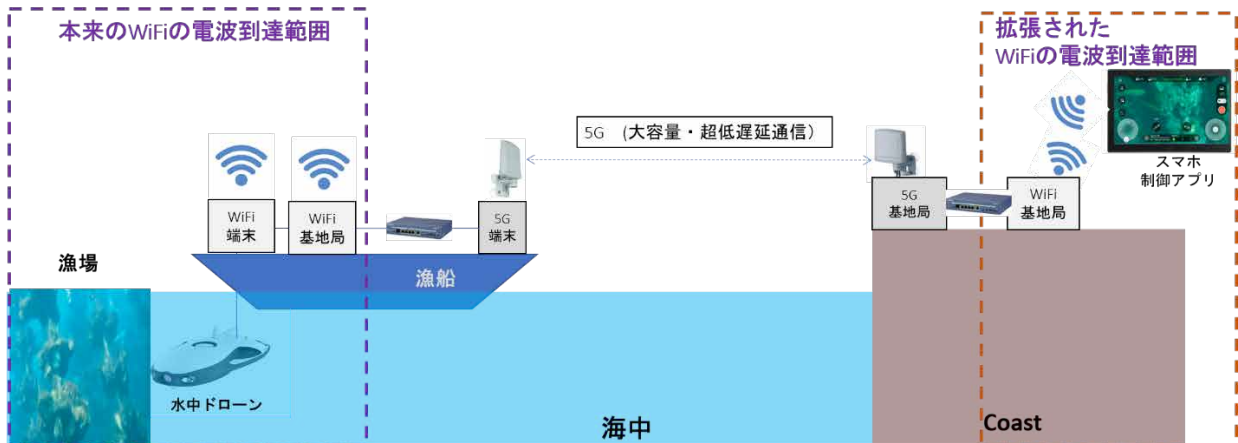 本来のWiFiの電波到達範囲
拡張された
WiFiの電波到達範囲
5G (大容量・超低遅延通信)
スマホ
制御アプリ
WiFi
端末
WiFi
基地局
5G
端末
5G
基地局
WiFi
基地局
漁場
漁船
水中ドローン
海中
Coast